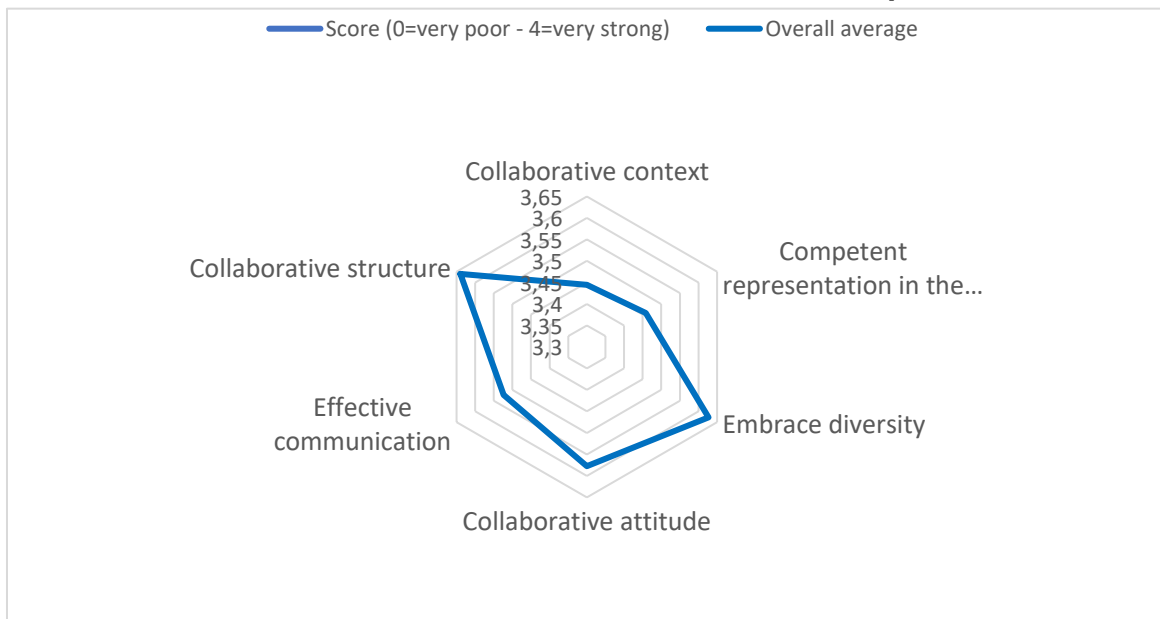 Score (0=very poor - 4=very strong) Overall average
Collaborative context
3,65
3,6
3,55
3,5
3,45
3,4
3,35
3,3
Competent
representation in the...
Embrace diversity
Collaborative attitude
Effective
communication
Collaborative structure